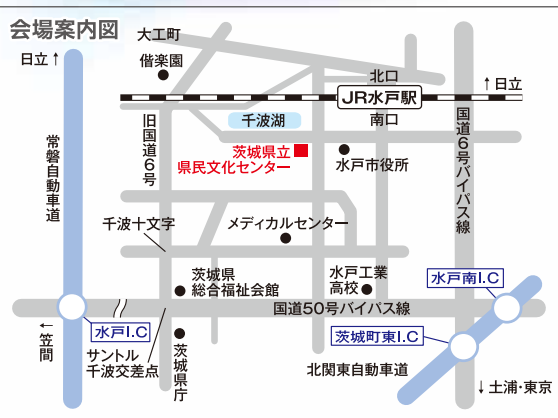 会場案内図
大工町
日立↑
偕楽園
北口
JR水戸駅
↑日立
南口
千波湖
旧国道6号
国道6号バイパス線
常磐自動車道
茨城県立
県民文化センター
水戸市役所
千波十文字
メディカルセンター
茨城県
総合福祉会館
水戸工業
高校
水戸南I.C
国道50号バイパス線
←笠間
水戸I.C
サントル
千波交差点
茨城県庁
茨城町東I.C
北関東自動車道
↓土浦・東京